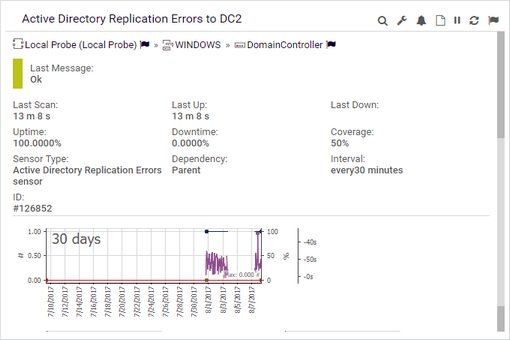 Active Directory Replication Errors to DC2
Local Probe (Local Probe) » WINDOWS » DomainController
Last Message:
Ok
Last Scan: Last Up: Last Down:
13 m 8 s 13 m 8 s
Uptime: Downtime: Coverage:
100.0000% 0.0000% 50%
Sensor Type: Dependency: Interval:
Active Directory Replication Errors Parent every30 minutes
sensor
ID:
#126852
30 days
1.00 100 -40s
# 0.50 50 % -50s
0.00 0 -0s
Max: 0.000 #
7/10/2017 7/12/2017 7/14/2017 7/16/2017 7/18/2017 7/20/2017 7/22/2017 7/24/2017 7/26/2017 7/28/2017 7/30/2017 8/1/2017 8/3/2017 8/5/2017 8/7/2017